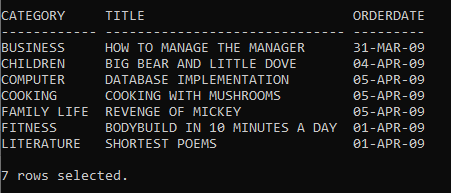 CATEGORY     TITLE                          ORDERDATE
------------ ------------------------------ ---------
BUSINESS     HOW TO MANAGE THE MANAGER      31-MAR-09
CHILDREN     BIG BEAR AND LITTLE DOVE       04-APR-09
COMPUTER     DATABASE IMPLEMENTATION        05-APR-09
COOKING      COOKING WITH MUSHROOMS         05-APR-09
FAMILY LIFE  REVENGE OF MICKEY              05-APR-09
FITNESS      BODYBUILD IN 10 MINUTES A DAY  01-APR-09
LITERATURE   SHORTEST POEMS                 01-APR-09
7 rows selected.